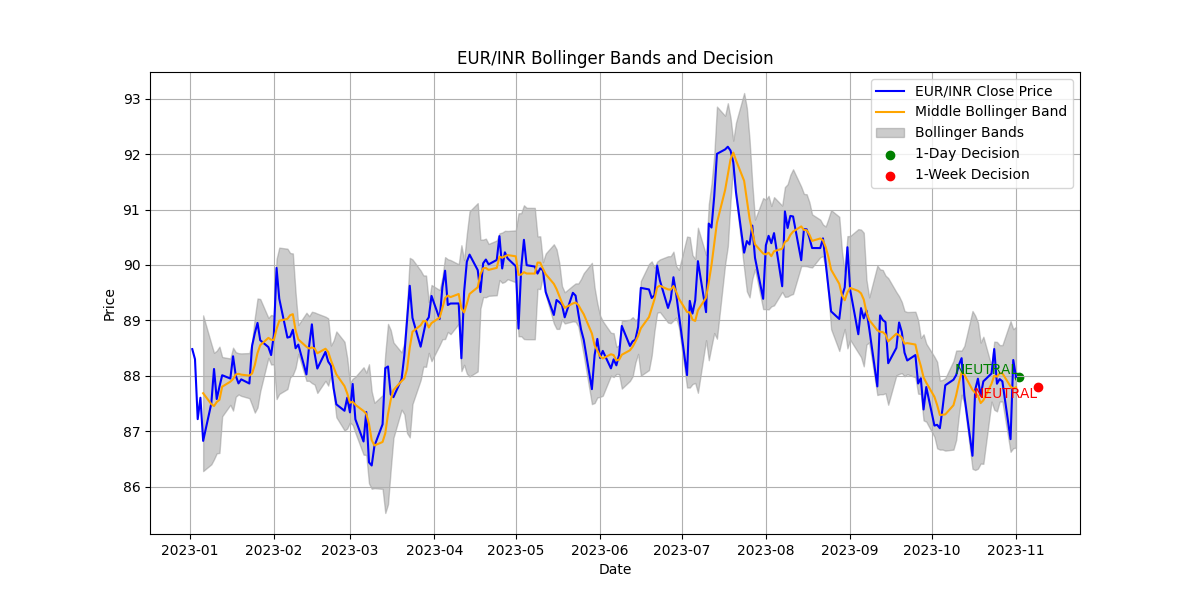 EUR/INR Bollinger Bands and Decision
EUR/INR Close Price
Middle Bollinger Band
Bollinger Bands
1-Day Decision
1-Week Decision
Price
93
92
91
90
89
88
87
86
NEUTRAL
NEUTRAL
2023-01 2023-02 2023-03 2023-04 2023-05 2023-06 2023-07 2023-08 2023-09 2023-10 2023-11
Date